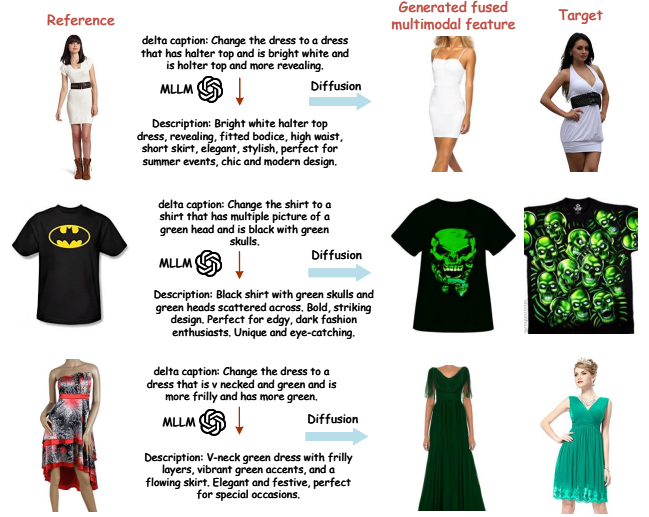 Reference
Generated fused
multimodal feature
Target
delta caption: Change the dress to a dress
that has halter top and is bright white and
is holter top and more revealing.
MLLM
Diffusion
Description: Bright white halter top
dress, revealing, fitted bodice, high waist,
short skirt, elegant, stylish, perfect for
summer events, chic and modern design.
delta caption: Change the shirt to a
shirt that has multiple picture of a
green head and is black with green
skulls.
MLLM
Diffusion
Description: Black shirt with green skulls and
green heads scattered across. Bold, striking
design. Perfect for edgy, dark fashion
enthusiasts. Unique and eye-catching.
delta caption: Change the dress to a
dress that is v necked and green and is
more frilly and has more green.
MLLM
Diffusion
Description: V-neck green dress with frilly
layers, vibrant green accents, and a
flowing skirt. Elegant and festive, perfect
for special occasions.